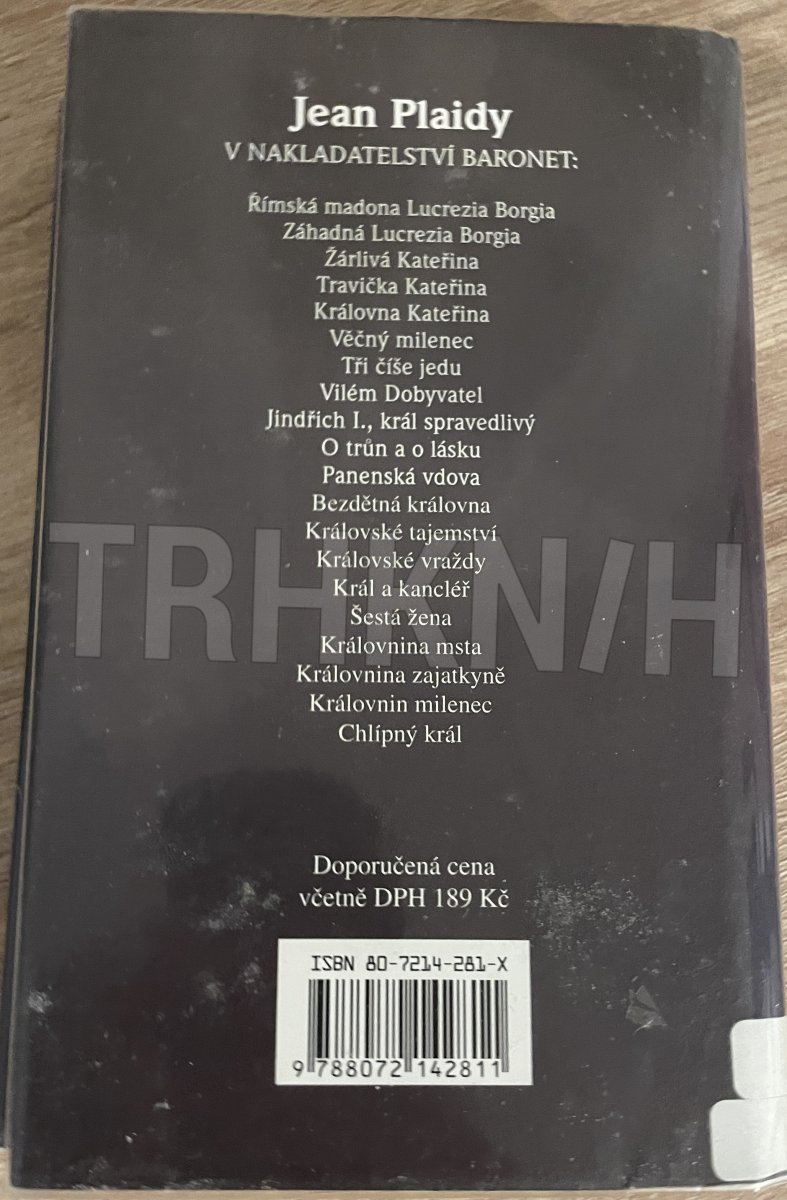 Jean Plaidy
V NAKLADATELSTVÍ BARONET:
Římská madona Lucrezia Borgia
Záhadná Lucrezia Borgia
Žárlivá Kateřina
Travička Kateřina
Královna Kateřina
Věčný milenec
Tři číše jedu
Vilém Dobyvatel
Jindřich I., král spravedlivý
O trůn a o lásku
Panenská vdova
Bezdětná královna
Královské tajemství
Královské vraždy
Král a kancléř
Šestá žena
Královnina msta
Královnina zajatkyně
Královnin milenec
Chlípný král
TRHKN/H
Doporučená cena
včetně DPH 189 Kč
ISBN 80-7214-281-X
9 788072 142811